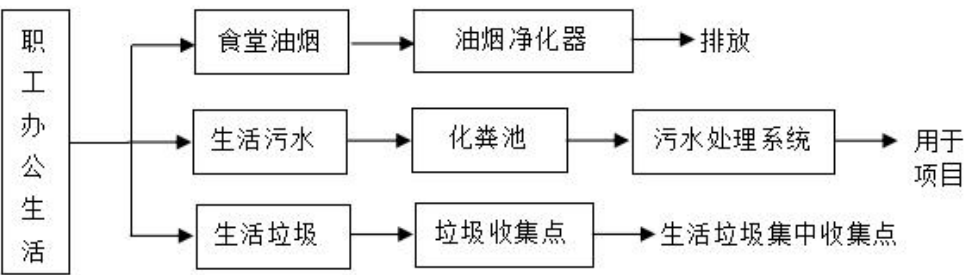 职工办公生活
食堂油烟
油烟净化器
排放
生活污水
化粪池
污水处理系统
用于
项目
生活垃圾
垃圾收集点
生活垃圾集中收集点